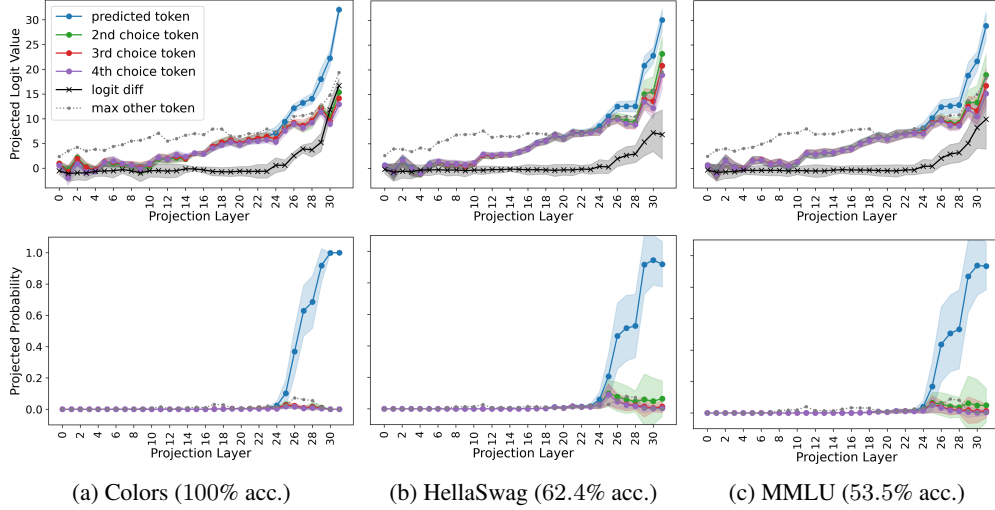 predicted token
2nd choice token
3rd choice token
4th choice token
logit diff
max other token
Projected Logit Value
30
25
20
15
10
5
0
0 2 4 6 8 10 12 14 16 18 20 22 24 26 28 30
Projection Layer
0 2 4 6 8 10 12 14 16 18 20 22 24 26 28 30
Projection Layer
0 2 4 6 8 10 12 14 16 18 20 22 24 26 28 30
Projection Layer
Projected Probability
1.0
0.8
0.6
0.4
0.2
0.0
0 2 4 6 8 10 12 14 16 18 20 22 24 26 28 30
Projection Layer
0 2 4 6 8 10 12 14 16 18 20 22 24 26 28 30
Projection Layer
0 2 4 6 8 10 12 14 16 18 20 22 24 26 28 30
Projection Layer
(a) Colors (100% acc.)
(b) HellaSwag (62.4% acc.)
(c) MMLU (53.5% acc.)